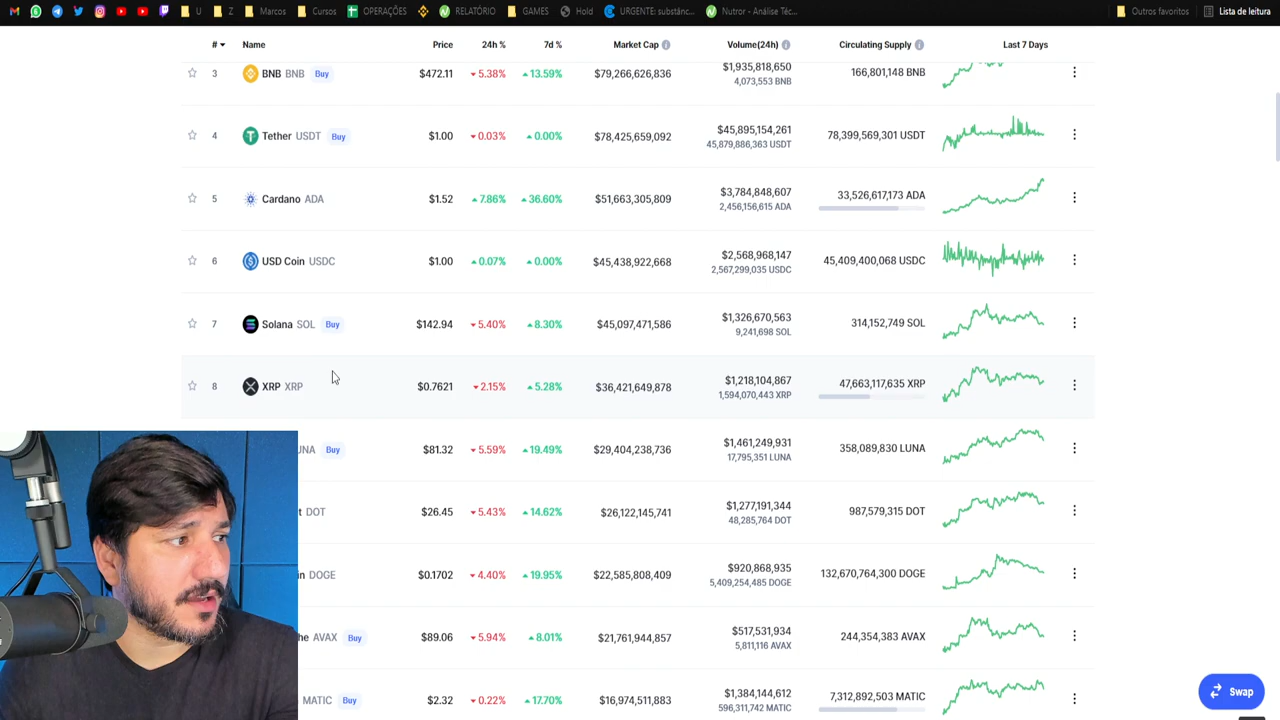 U Z Marcos Cursos OPERAÇÕES RELATÓRIO GAMES Hold URGENTE: substânc... Nutror - Análise Téc... Outros favoritos Lista de leitura
# Name Price 24h % 7d % Market Cap Volume(24h) Circulating Supply Last 7 Days
3 BNB BNB Buy $472.11 5.38% 13.59% $79,266,626,836 $1,935,818,650 166,801,148 BNB
4,073,553 BNB
4 Tether USDT Buy $1.00 0.03% 0.00% $78,425,659,092 $45,895,154,261 78,399,569,301 USDT
45,879,886,363 USDT
5 Cardano ADA $1.52 7.86% 36.60% $51,663,305,809 $3,784,848,607 33,526,617,173 ADA
2,456,156,615 ADA
6 USD Coin USDC $1.00 0.07% 0.00% $45,438,922,668 $2,568,968,147 45,409,400,068 USDC
2,567,299,035 USDC
7 Solana SOL Buy $142.94 5.40% 8.30% $45,097,471,586 $1,326,670,563 314,152,749 SOL
9,241,698 SOL
8 XRP XRP $0.7621 2.15% 5.28% $36,421,649,878 $1,218,104,867 47,663,117,635 XRP
1,594,070,443 XRP
UNA Buy $81.32 5.59% 19.49% $29,404,238,736 $1,461,249,931 358,089,830 LUNA
17,795,351 LUNA
t DOT $26.45 5.43% 14.62% $26,122,145,741 $1,277,191,344 987,579,315 DOT
48,285,764 DOT
in DOGE $0.1702 4.40% 19.95% $22,585,808,409 $920,868,935 132,670,764,300 DOGE
5,409,254,485 DOGE
he AVAX Buy $89.06 5.94% 8.01% $21,761,944,857 $517,531,934 244,354,383 AVAX
5,811,116 AVAX
MATIC Buy $2.32 0.22% 17.70% $16,974,511,883 $1,384,144,612 7,312,892,503 MATIC
596,311,742 MATIC
Swap